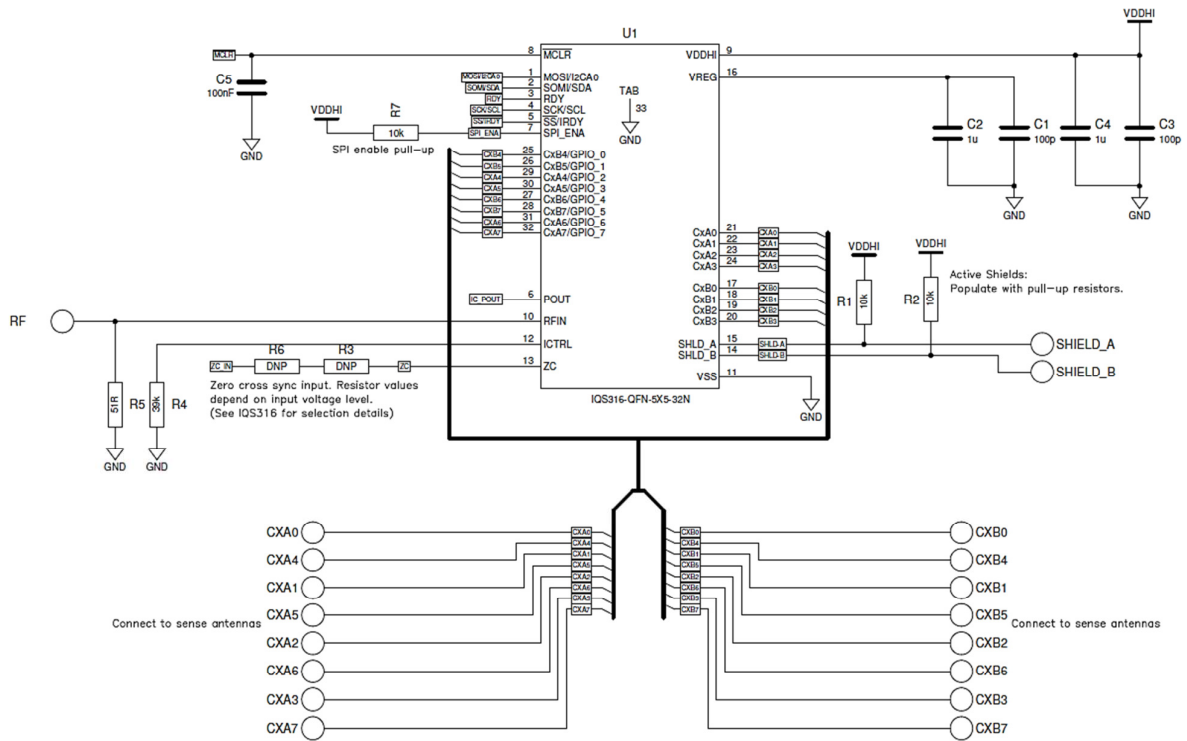 VDDHI
U1
MCLR
8
MCLR
VDDHI
9
C5
100nF
GND
MOSI/I2CA0
1
MOSI/I2CA0
VREG
16
SOMI/SDA
2
SOMI/SDA
RDY
3
RDY
SCK/SCL
4
SCK/SCL
SS/IRDY
5
SS/IRDY
SPI_ENA
7
SPI_ENA
TAB
33
GND
VDDHI
R7
10k
SPI enable pull-up
C2
1u
C1
100p
C4
1u
C3
100p
GND
GND
CXB4
25
CxB4/GPIO_0
CXB5
26
CxB5/GPIO_1
CXA4
29
CxA4/GPIO_2
CXA5
30
CxA5/GPIO_3
CXB6
27
CxB6/GPIO_4
CXB7
28
CxB7/GPIO_5
CXA6
31
CxA6/GPIO_6
CXA7
32
CxA7/GPIO_7
CxA0
21
CXA0
CxA1
22
CXA1
CxA2
23
CXA2
CxA3
24
CXA3
CxB0
17
CXB0
CxB1
18
CXB1
CxB2
19
CXB2
CxB3
20
CXB3
VDDHI
R1
10k
VDDHI
R2
10k
Active Shields:
Populate with pull-up resistors.
IC_POUT
6
POUT
RF
10
RFIN
12
ICTRL
13
ZC
SHLD_A
15
SHLD-A
SHIELD_A
SHLD_B
14
SHLD-B
SHIELD_B
VSS
11
GND
ZC_IN
R6
DNP
R3
DNP
ZC
Zero cross sync input. Resistor values
depend on input voltage level.
(See IQS316 for selection details)
51R
R5
39k
R4
GND
GND
IQS316-QFN-5X5-32N
CXA0
CXA4
CXA1
CXA5
CXA2
CXA6
CXA3
CXA7
Connect to sense antennas
CXA0
CXA4
CXA1
CXA5
CXA2
CXA6
CXA3
CXA7
CXB0
CXB4
CXB1
CXB5
CXB2
CXB6
CXB3
CXB7
CXB0
CXB4
CXB1
CXB5
CXB2
CXB6
CXB3
CXB7
Connect to sense antennas